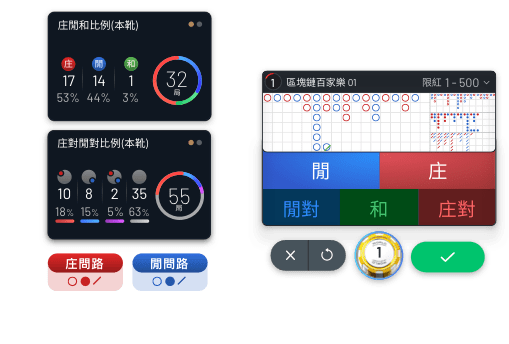 庄閒和比例(本靴)
庄 閒 和
17 14 1
53% 44% 3%
32
局
庄對閒對比例(本靴)
10 8 2 35
18% 15% 5% 63%
55
局
庄問路
閒問路
1 區塊鏈百家樂 01 限紅 1 - 500
閒 庄
閒對 和 庄對
1